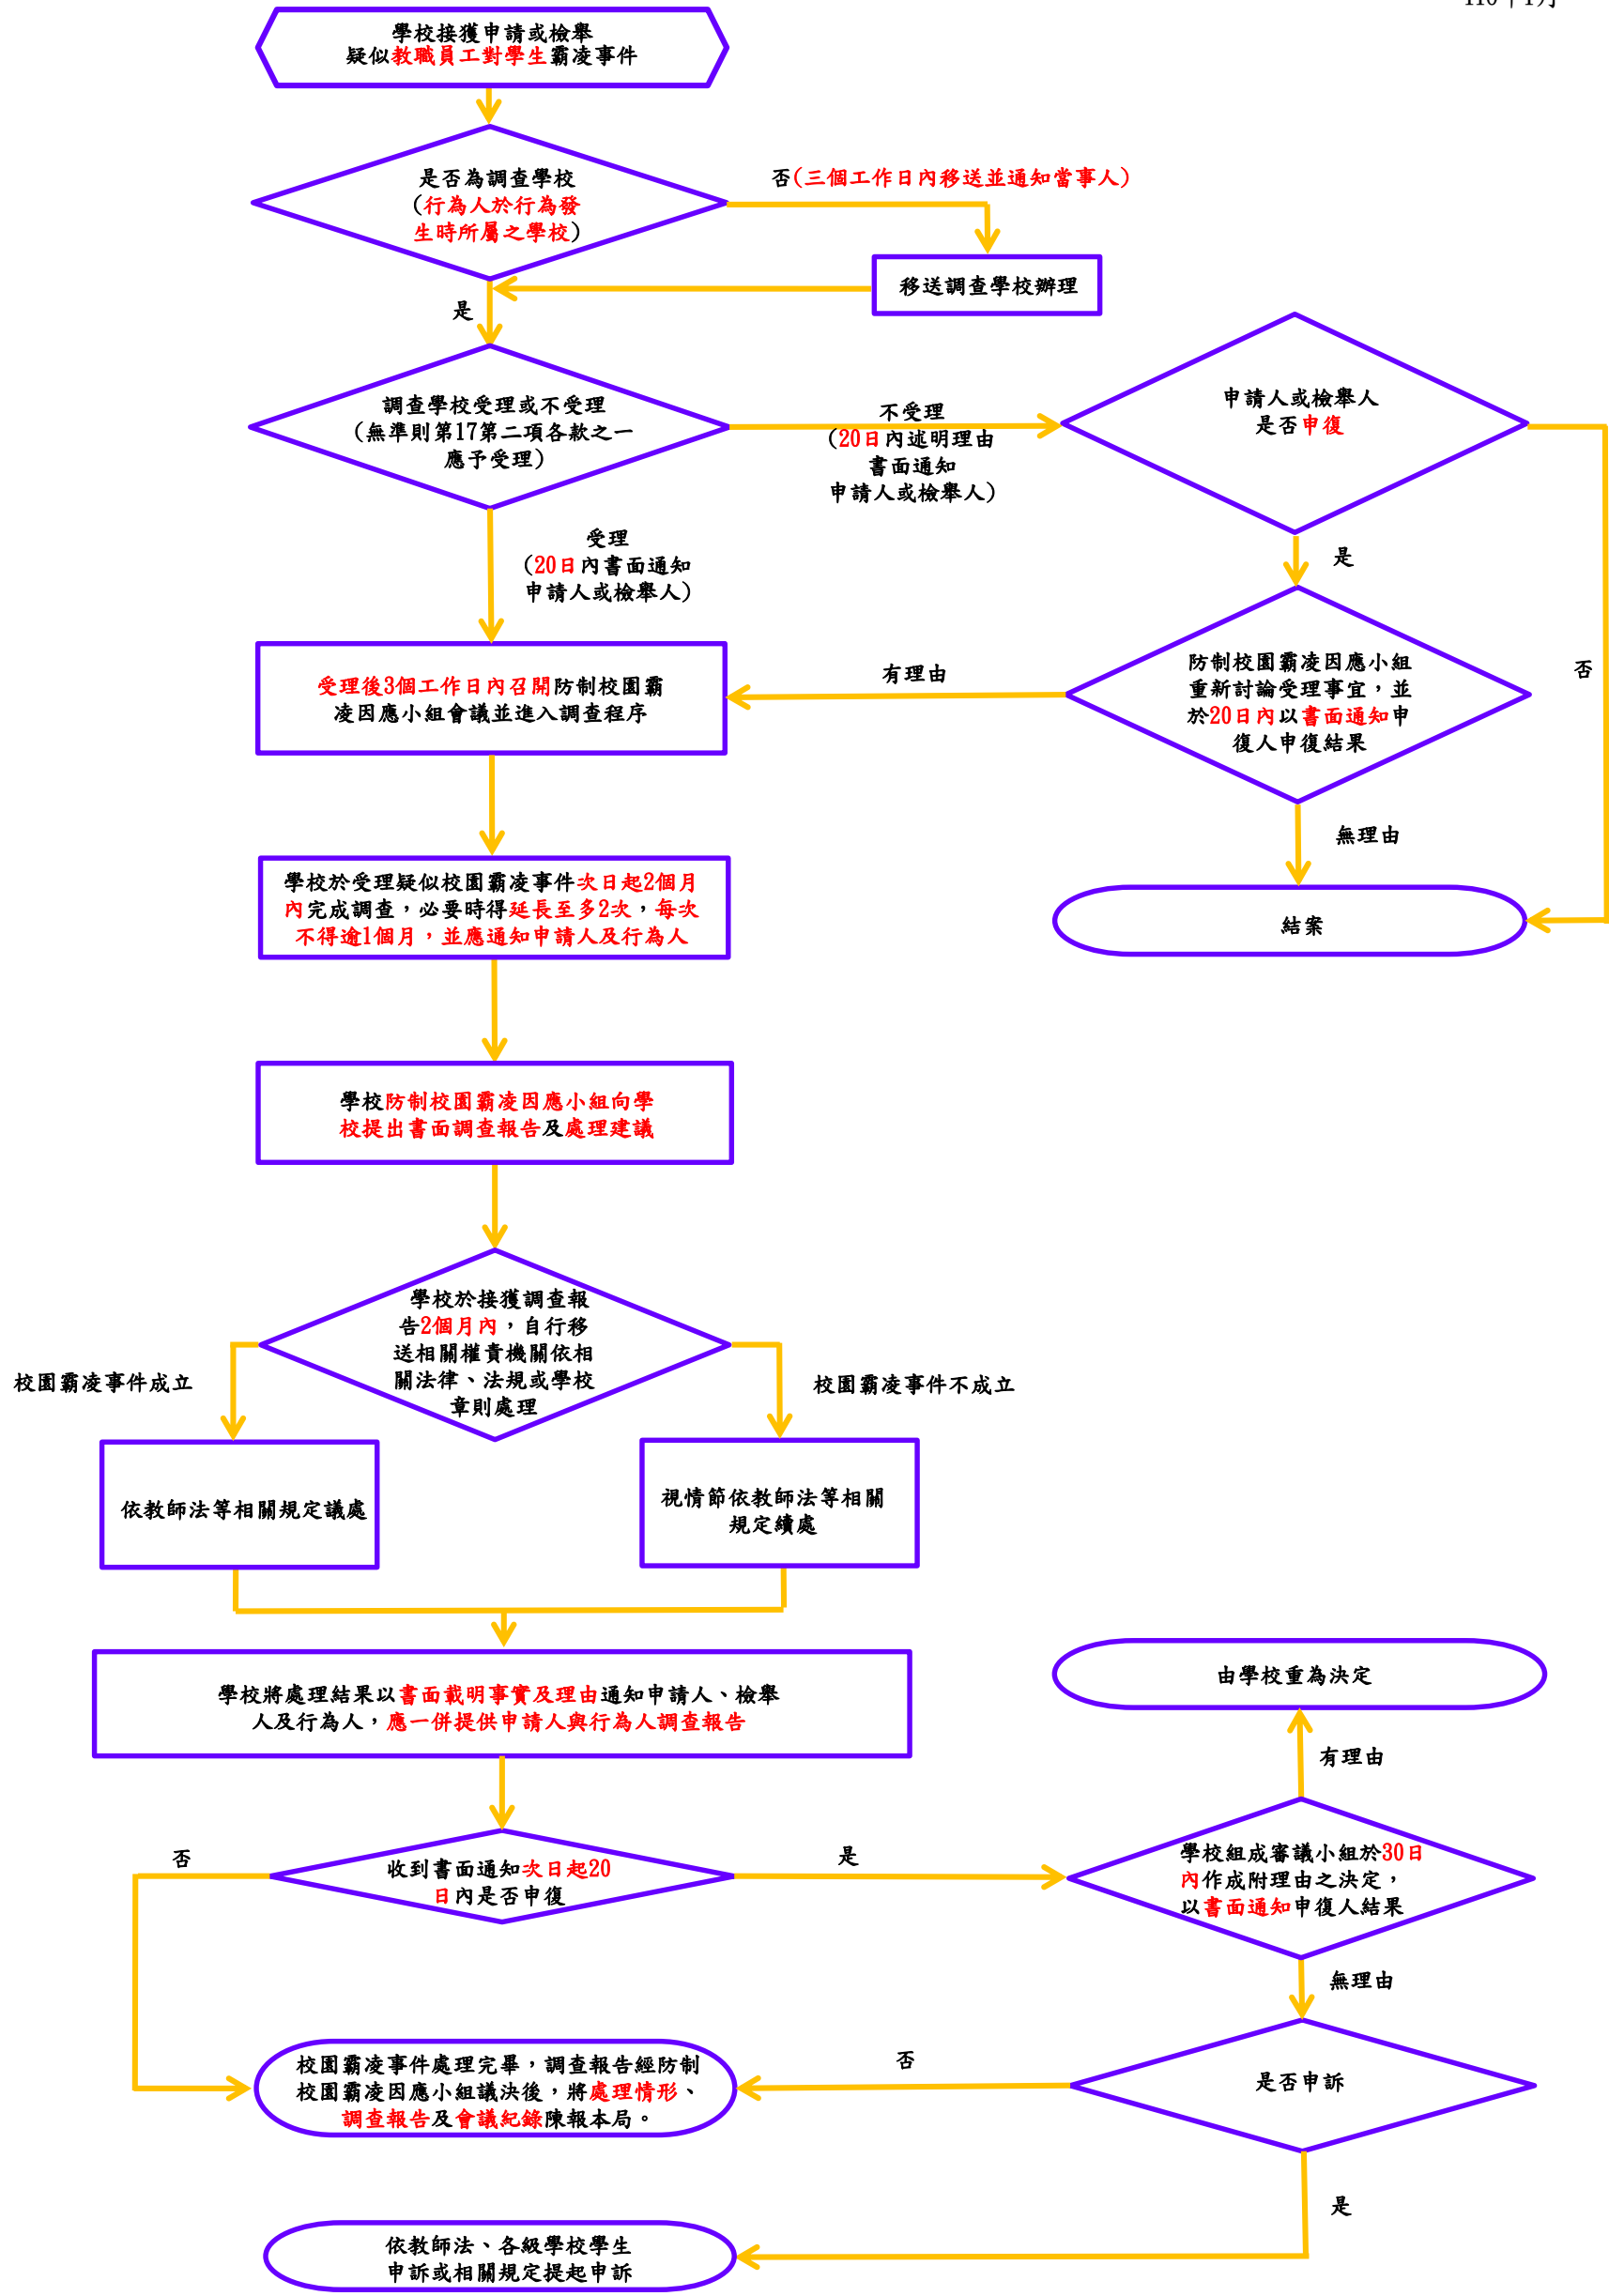 學校接獲申請或檢舉
疑似教職員工對學生霸凌事件
是否為調查學校
(行為人於行為發
生時所屬之學校)
否(三個工作日內移送並通知當事人)
移送調查學校辦理
是
調查學校受理或不受理
(無準則第17第二項各款之一
應予受理)
不受理
(20日內述明理由
書面通知
申請人或檢舉人)
申請人或檢舉人
是否申復
受理
(20日內書面通知
申請人或檢舉人)
是
否
防制校園霸凌因應小組
重新討論受理事宜，並
於20日內以書面通知申
復人申復結果
有理由
受理後3個工作日內召開防制校園霸
凌因應小組會議並進入調查程序
無理由
結案
學校於受理疑似校園霸凌事件次日起2個月
內完成調查，必要時得延長至多2次，每次
不得逾1個月，並應通知申請人及行為人
學校防制校園霸凌因應小組向學
校提出書面調查報告及處理建議
學校於接獲調查報
告2個月內，自行移
送相關權責機關依相
關法律、法規或學校
章則處理
校園霸凌事件成立
校園霸凌事件不成立
依教師法等相關規定議處
視情節依教師法等相關
規定續處
學校將處理結果以書面載明事實及理由通知申請人、檢舉
人及行為人，應一併提供申請人與行為人調查報告
由學校重為決定
有理由
收到書面通知次日起20
日內是否申復
否
是
學校組成審議小組於30日
內作成附理由之決定，
以書面通知申復人結果
無理由
是否申訴
否
校園霸凌事件處理完畢，調查報告經防制
校園霸凌因應小組議決後，將處理情形、
調查報告及會議紀錄陳報本局。
是
依教師法、各級學校學生
申訴或相關規定提起申訴